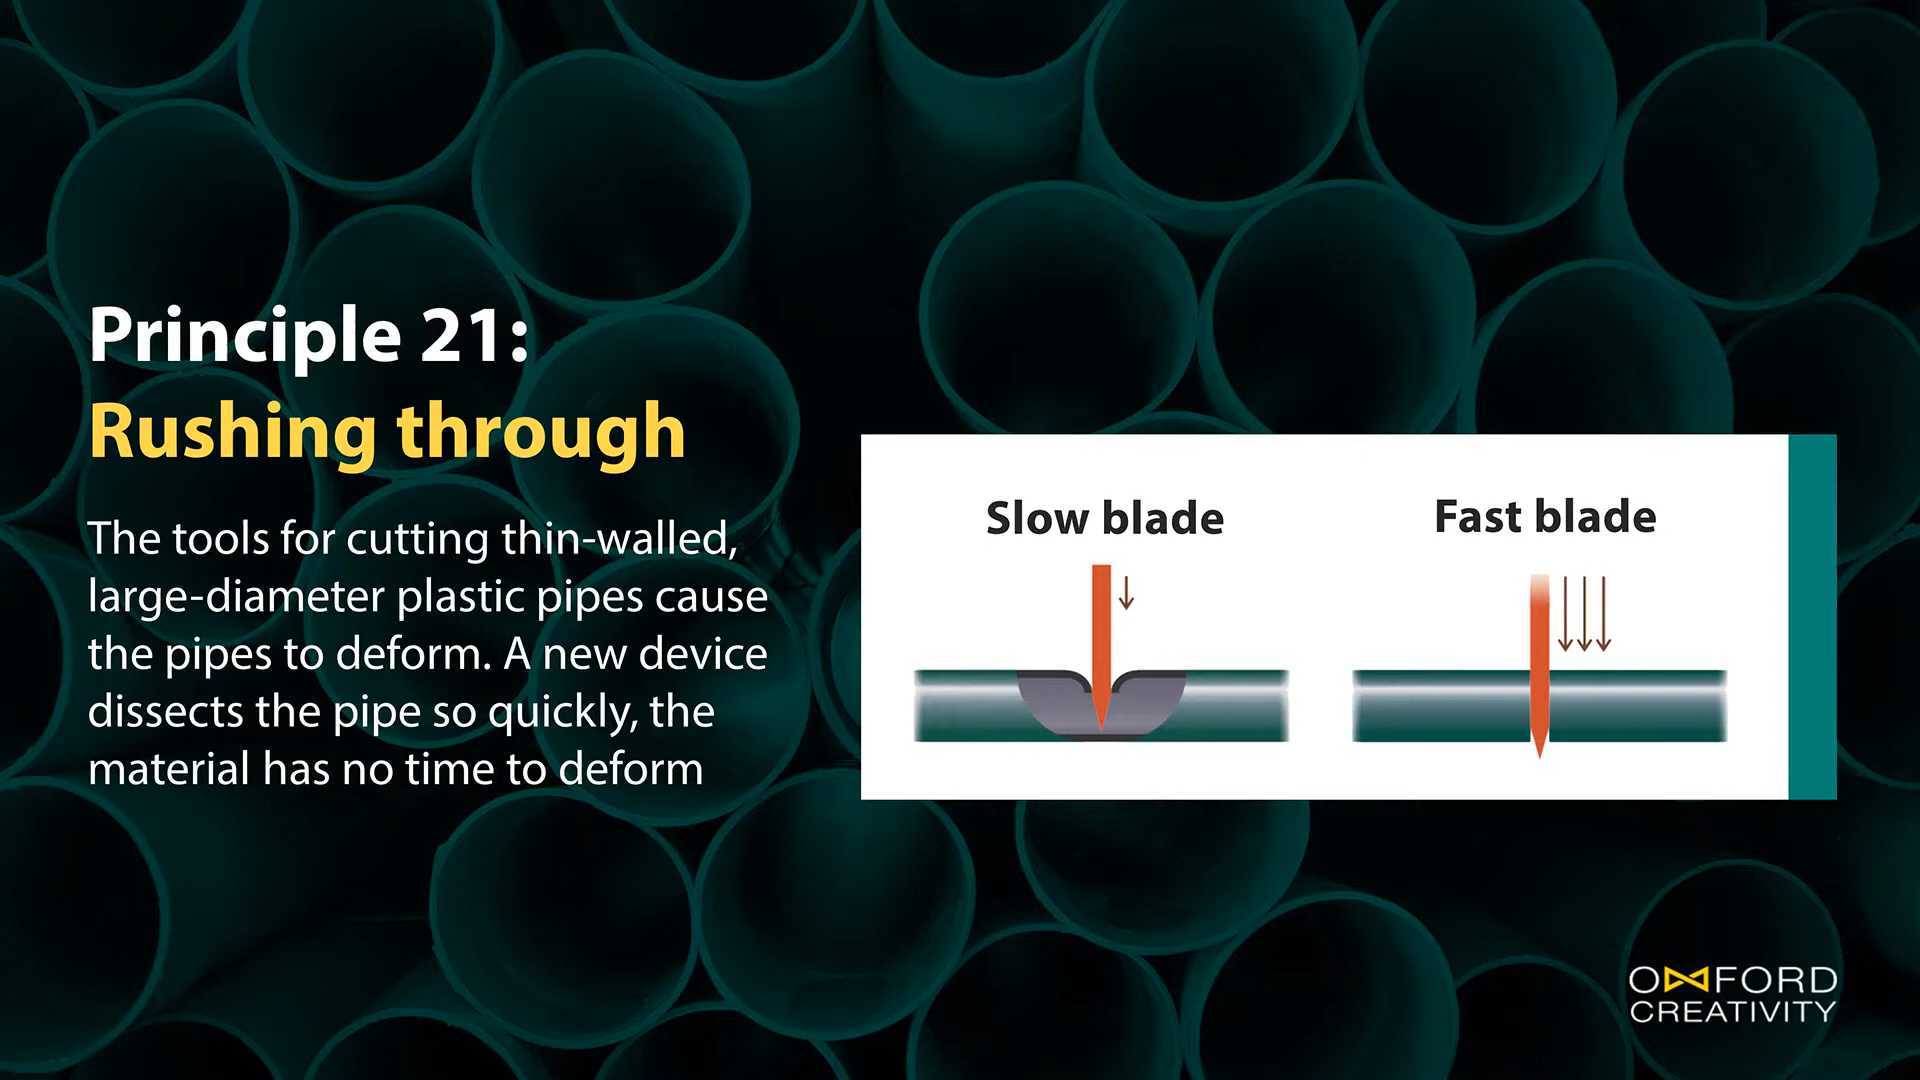 Principle 21:
Rushing through
The tools for cutting thin-walled,
large-diameter plastic pipes cause
the pipes to deform. A new device
dissects the pipe so quickly, the
material has no time to deform
Slow blade
Fast blade
OXFORD
CREATIVITY